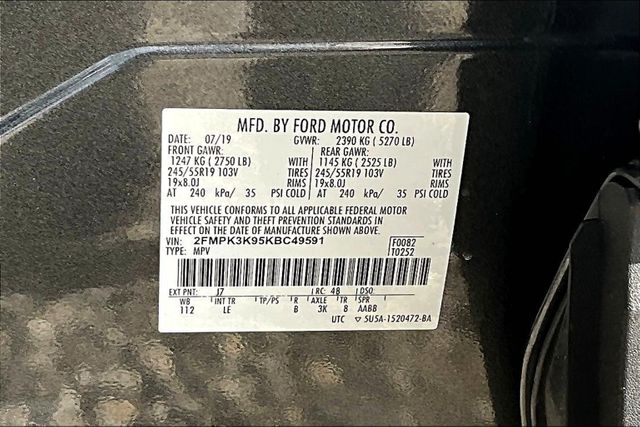 MFD. BY FORD MOTOR CO.
DATE: 07/19 GVWR: 2390 KG ( 5270 LB)
FRONT GAWR: REAR GAWR:
1247 KG ( 2750 LB) WITH 1145 KG ( 2525 LB) WITH
245/55R19 103V TIRES 245/55R19 103V TIRES
19x8.0J RIMS 19x8.0J RIMS
AT 240 kPa/ 35 PSI COLD AT 240 kPa/ 35 PSI COLD
THIS VEHICLE CONFORMS TO ALL APPLICABLE FEDERAL MOTOR
VEHICLE SAFETY AND THEFT PREVENTION STANDARDS IN
EFFECT ON THE DATE OF MANUFACTURE SHOWN ABOVE.
VIN: 2FMPK3K95KBC49591 F0082
TYPE: MPV T0252
EXT PNT: J7 RC: 48 DSO:
WB INT TR TP/PS R AXLE TR SPR
112 LE B 3K 8 AABB
UTC ▽ 5U5A-1520472-BA